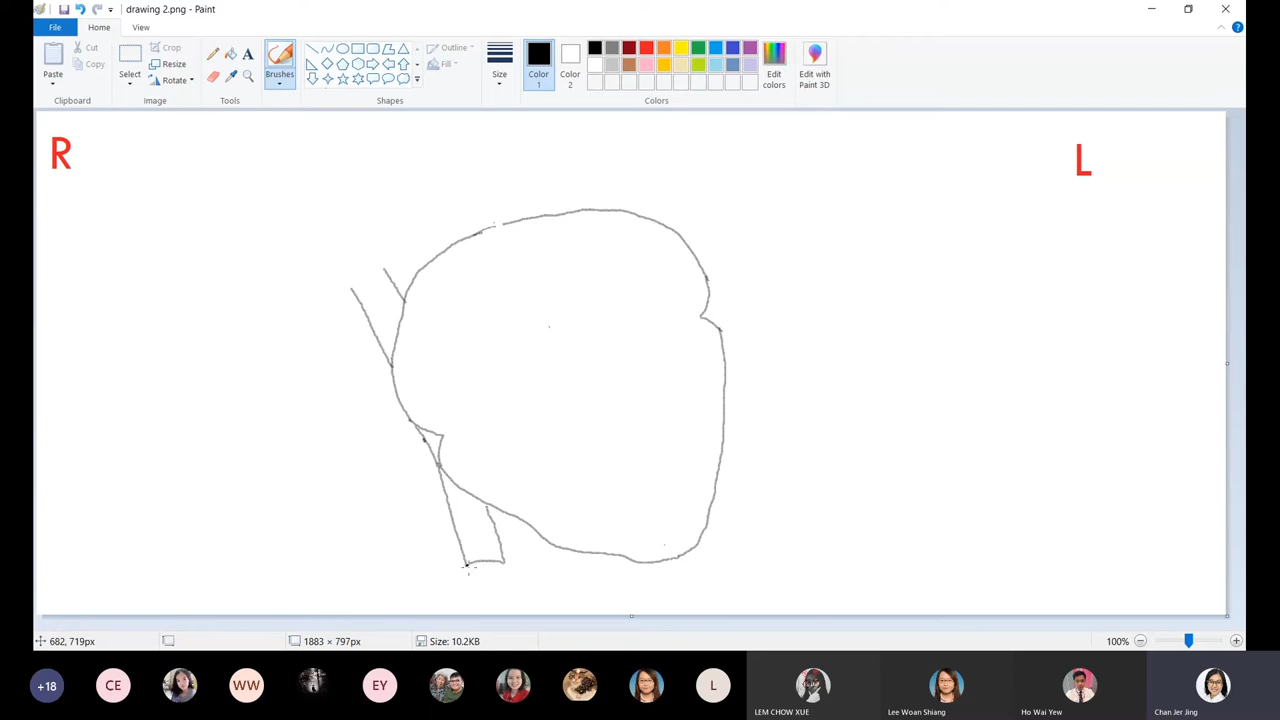 drawing 2.png - Paint
File
Home
View
Paste
Cut
Copy
Clipboard
Select
Crop
Resize
Rotate
Image
A
Tools
Brushes
Shapes
Outline
Fill
Size
Color
1
Color
2
Edit
colors
Edit with
Paint 3D
Colors
R
L
682, 719px
1883 × 797px
Size: 10.2KB
100%
+18
CE
WW
EY
L
LEM CHOW XUE
Lee Woan Shiang
Ho Wai Yew
Chan Jer Jing